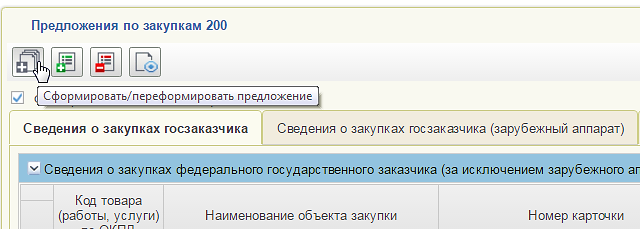 Предложения по закупкам 200
Сформировать/переформировать предложение
Сведения о закупках госзаказчика
Сведения о закупках госзаказчика (зарубежный аппарат)
Сведения о закупках федерального государственного заказчика (за исключением зарубежного ап
Код товара
(работы, услуги)
по ОКПД
Наименование объекта закупки
Номер карточки